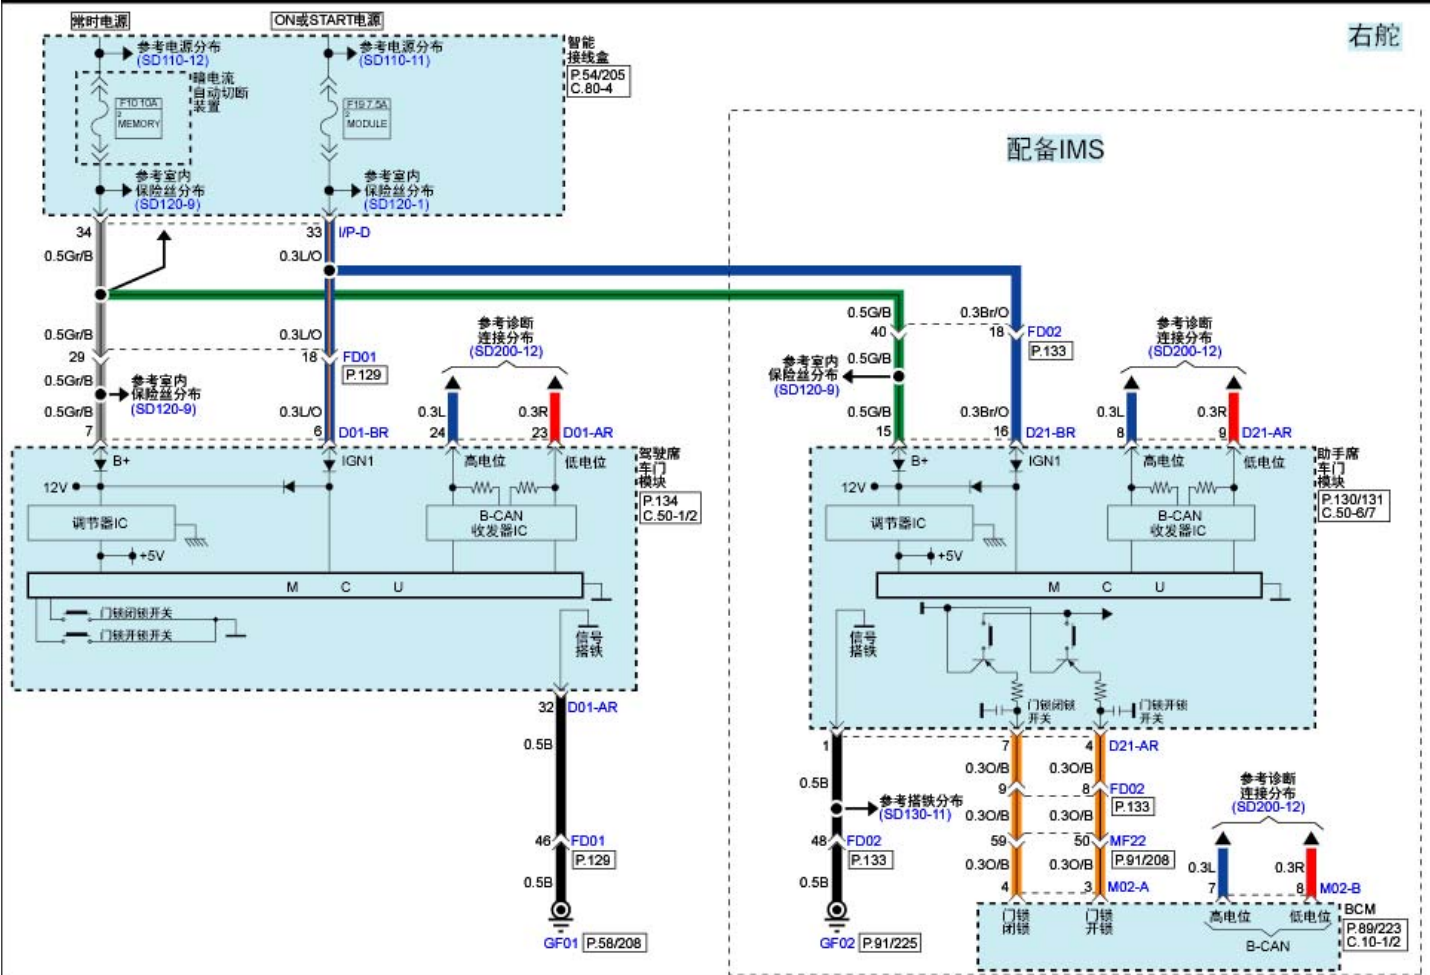 常时电源
ON或START电源
右舵
参考电源分布
(SD110-12)
参考电源分布
(SD110-11)
智能
接线盒
P.54/205
C.80-4
暗电流
自动切断
装置
F10 10A
2
MEMORY
F19 7.5A
2
MODULE
配备IMS
参考室内
保险丝分布
(SD120-9)
参考室内
保险丝分布
(SD120-1)
34
33
I/P-D
0.5Gr/B
0.3L/O
0.5G/B
0.3Br/O
40
18
FD02
P.133
0.5Gr/B
0.3L/O
参考诊断
连接分布
(SD200-12)
参考诊断
连接分布
(SD200-12)
29
18
FD01
P.129
0.5G/B
参考室内
保险丝分布
(SD120-9)
0.5Gr/B
参考室内
保险丝分布
(SD120-9)
0.5Gr/B
0.3L/O
0.3L
0.3R
0.5G/B
0.3Br/O
0.3L
0.3R
7
6
D01-BR
24
23
D01-AR
15
16
D21-BR
8
9
D21-AR
B+
IGN1
高电位
低电位
驾驶席
车门
模块
P.134
C.50-1/2
B+
IGN1
高电位
低电位
助手席
车门
模块
P.130/131
C.50-6/7
12V
调节器IC
B-CAN
收发器IC
+5V
12V
调节器IC
B-CAN
收发器IC
+5V
M C U
M C U
门锁闭锁开关
门锁开锁开关
信号
搭铁
信号
搭铁
门锁闭锁
开关
门锁开锁
开关
32
D01-AR
0.5B
46
FD01
P.129
0.5B
GF01
P.58/208
1
7
4
D21-AR
0.5B
0.3O/B
0.3O/B
9
8
FD02
P.133
参考搭铁分布
(SD130-11)
0.3O/B
0.3O/B
参考诊断
连接分布
(SD200-12)
48
FD02
P.133
59
50
MF22
P.91/208
0.5B
0.3O/B
0.3O/B
0.3L
0.3R
4
3
M02-A
7
8
M02-B
GF02
P.91/225
门锁
闭锁
门锁
开锁
高电位
低电位
B-CAN
BCM
P.89/223
C.10-1/2